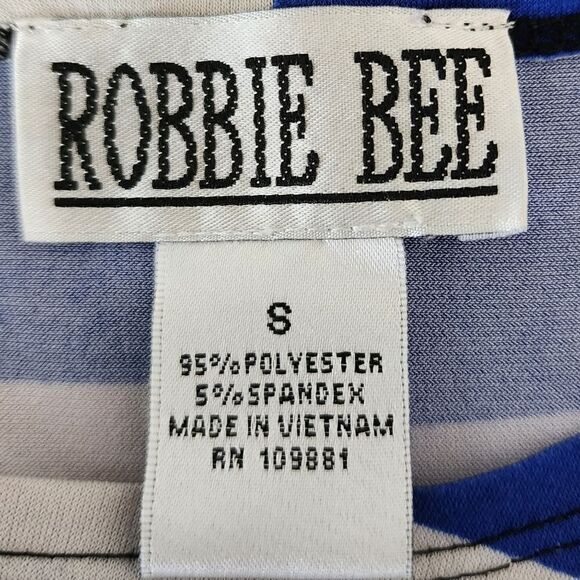 ROBBIE BEE
S
95%POLYESTER
5%SPANDEX
MADE IN VIETNAM
RN 109881